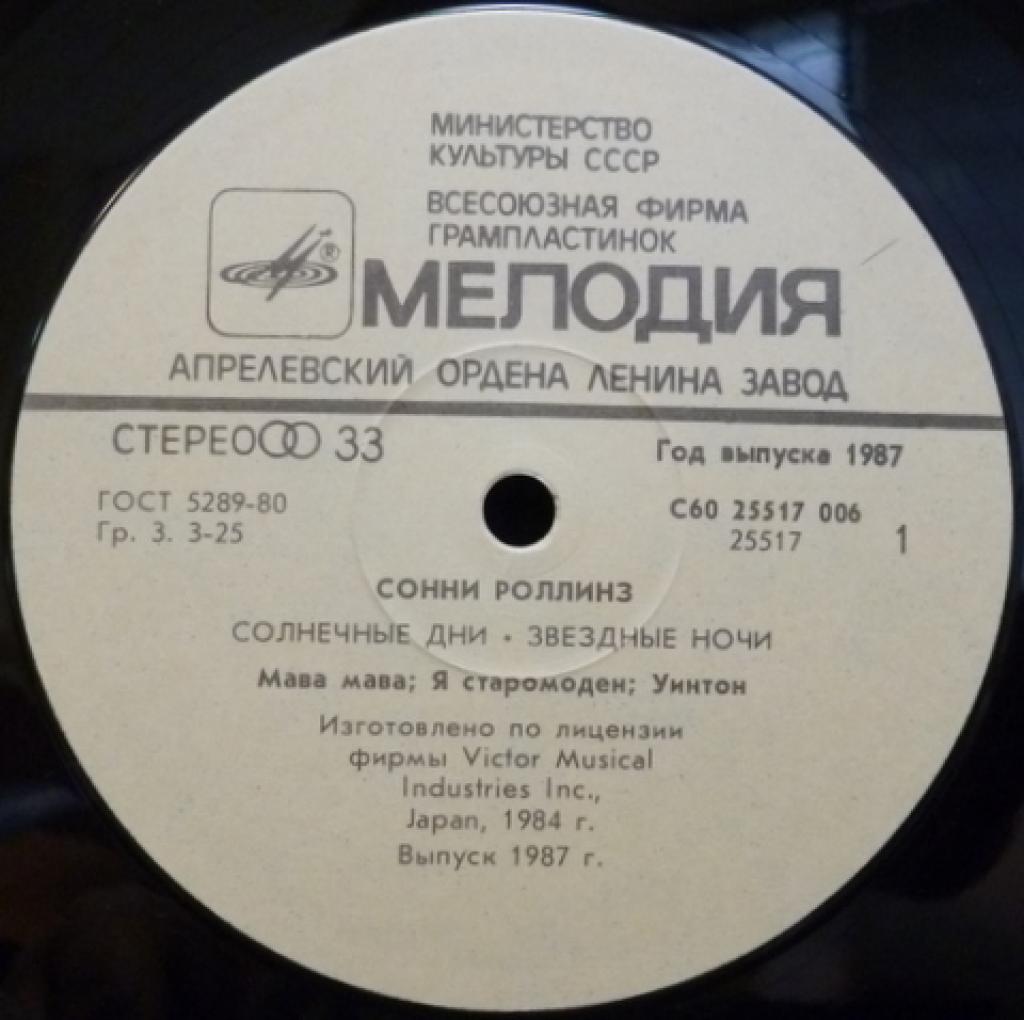 МИНИСТЕРСТВО
КУЛЬТУРЫ СССР
ВСЕСОЮЗНАЯ ФИРМА
ГРАМПЛАСТИНОК
®
МЕЛОДИЯ
АПРЕЛЕВСКИЙ ОРДЕНА ЛЕНИНА ЗАВОД
СТЕРЕО 33
Год выпуска 1987
ГОСТ 5289-80
С60 25517 006
Гр. 3. 3-25
25517 1
СОННИ РОЛЛИНЗ
СОЛНЕЧНЫЕ ДНИ • ЗВЕЗДНЫЕ НОЧИ
Мава мава; Я старомоден; Уинтон
Изготовлено по лицензии
фирмы Victor Musical
Industries Inc.,
Japan, 1984 г.
Выпуск 1987 г.